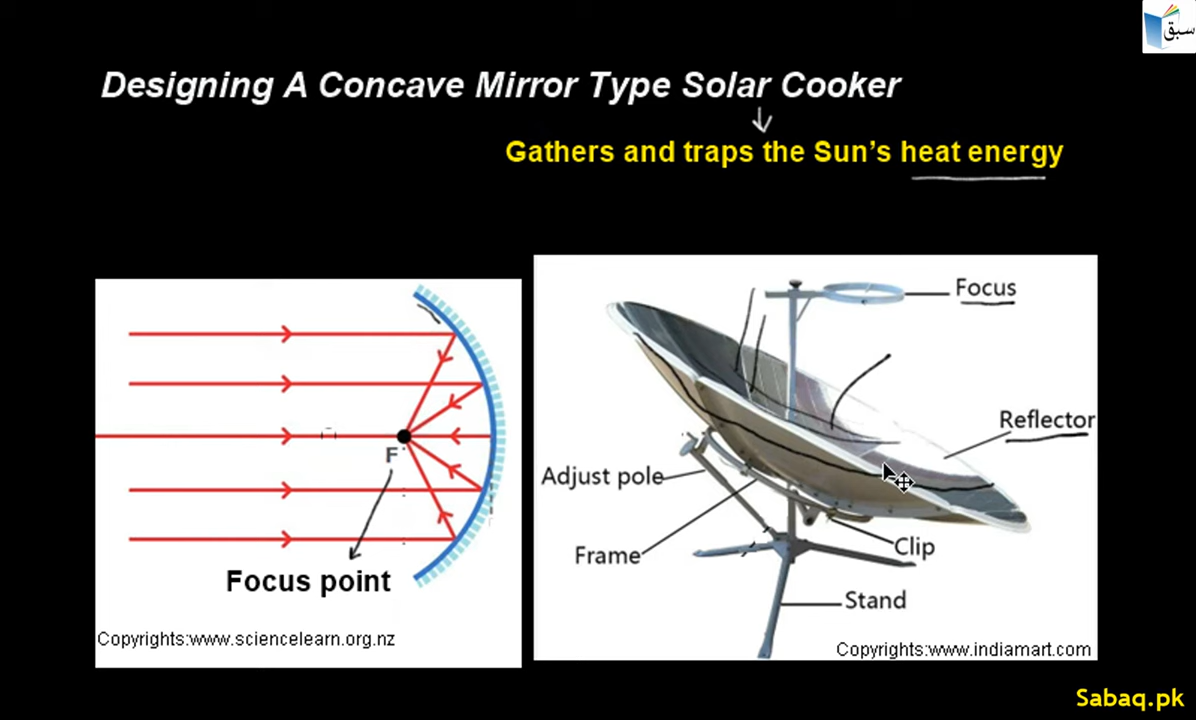 سبق
Designing A Concave Mirror Type Solar Cooker
Gathers and traps the Sun's heat energy
F
Focus point
Copyrights:www.sciencelearn.org.nz
Focus
Reflector
Adjust pole
Frame
Clip
Stand
Copyrights:www.indiamart.com
Sabaq.pk